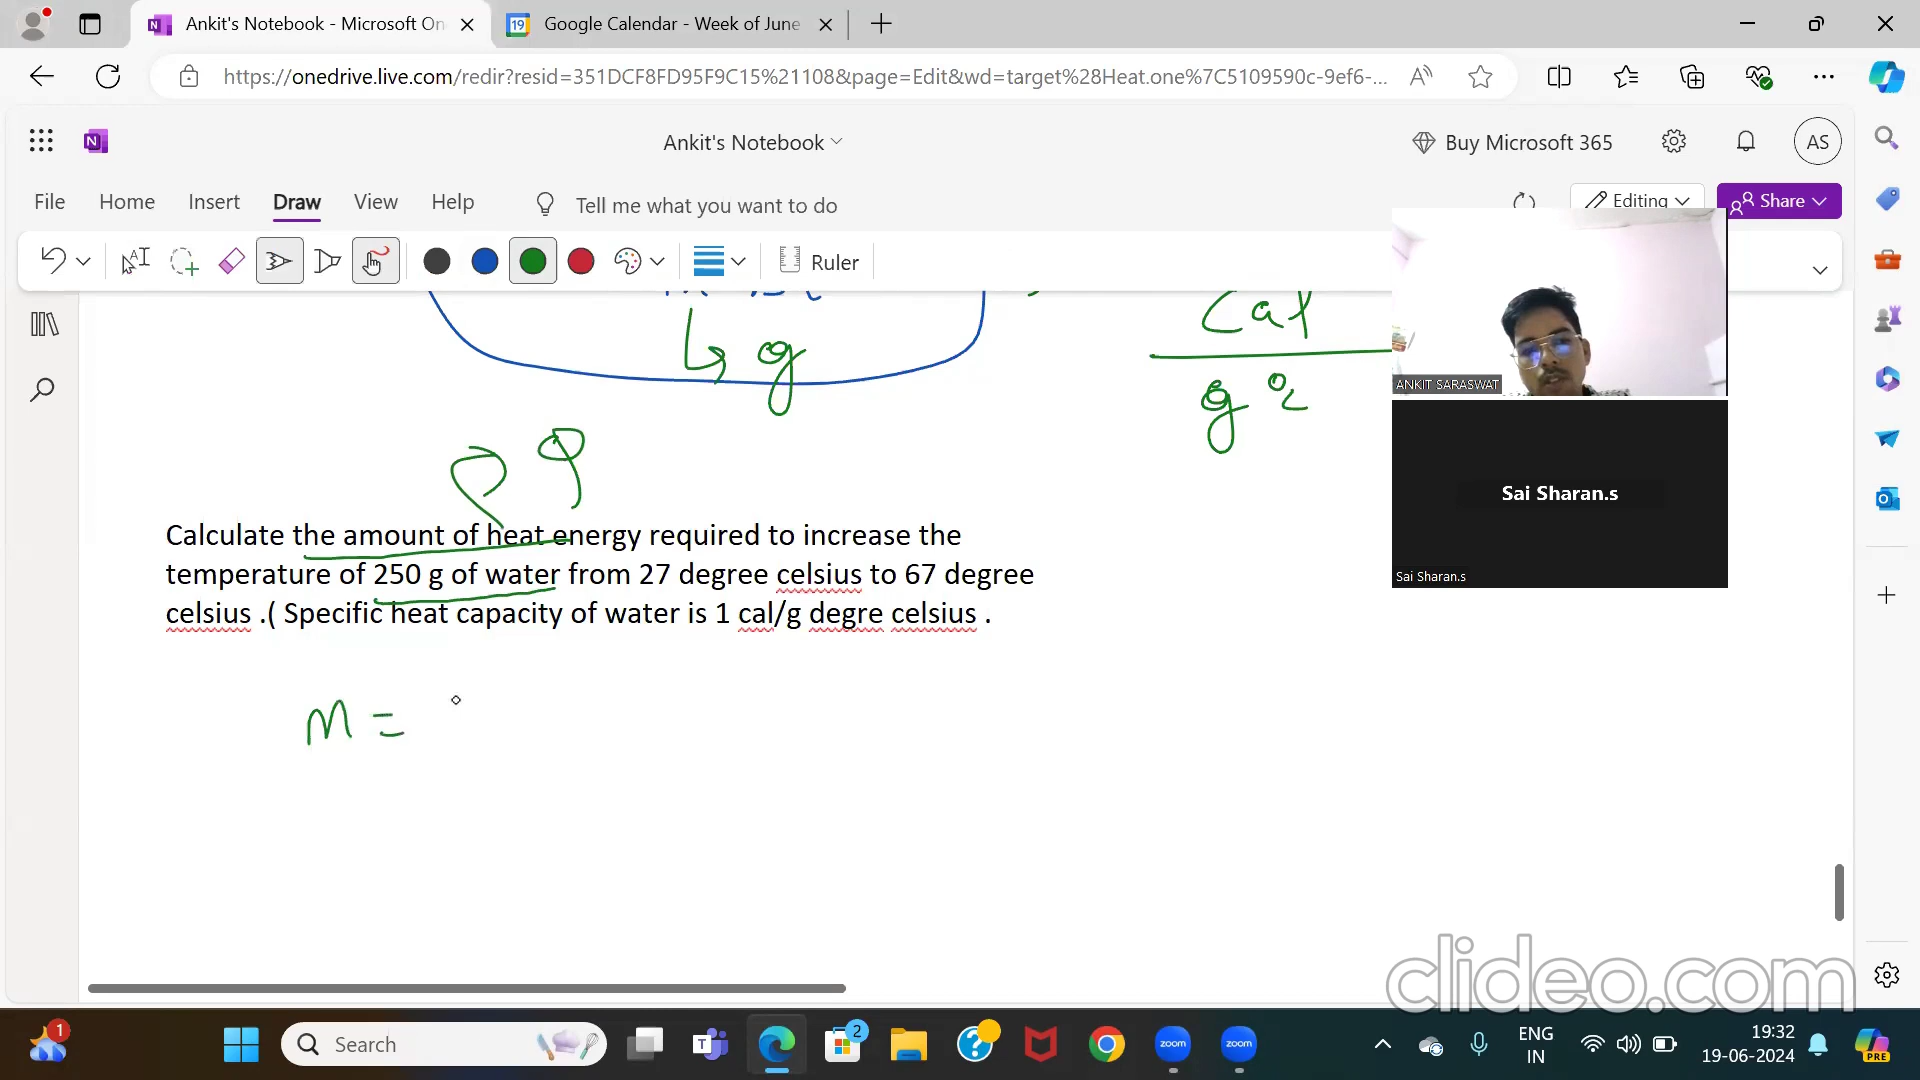 Ankit's Notebook - Microsoft On
Google Calendar - Week of June
https://onedrive.live.com/redir?resid=351DCF8FD95F9C15%21108&page=Edit&wd=target%28Heat.one%7C5109590c-9ef6-...
Ankit's Notebook
Buy Microsoft 365
AS
File Home Insert Draw View Help Tell me what you want to do
Editing Share
Ruler
Cal
g
g
ANKIT SARASWAT
Sai Sharan.s
Sai Sharan.s
Calculate the amount of heat energy required to increase the
temperature of 250 g of water from 27 degree celsius to 67 degree
celsius .( Specific heat capacity of water is 1 cal/g degre celsius .
M =
clideo.com
1
Search
2
zoom
zoom
ENG
IN
19:32
19-06-2024
PRE